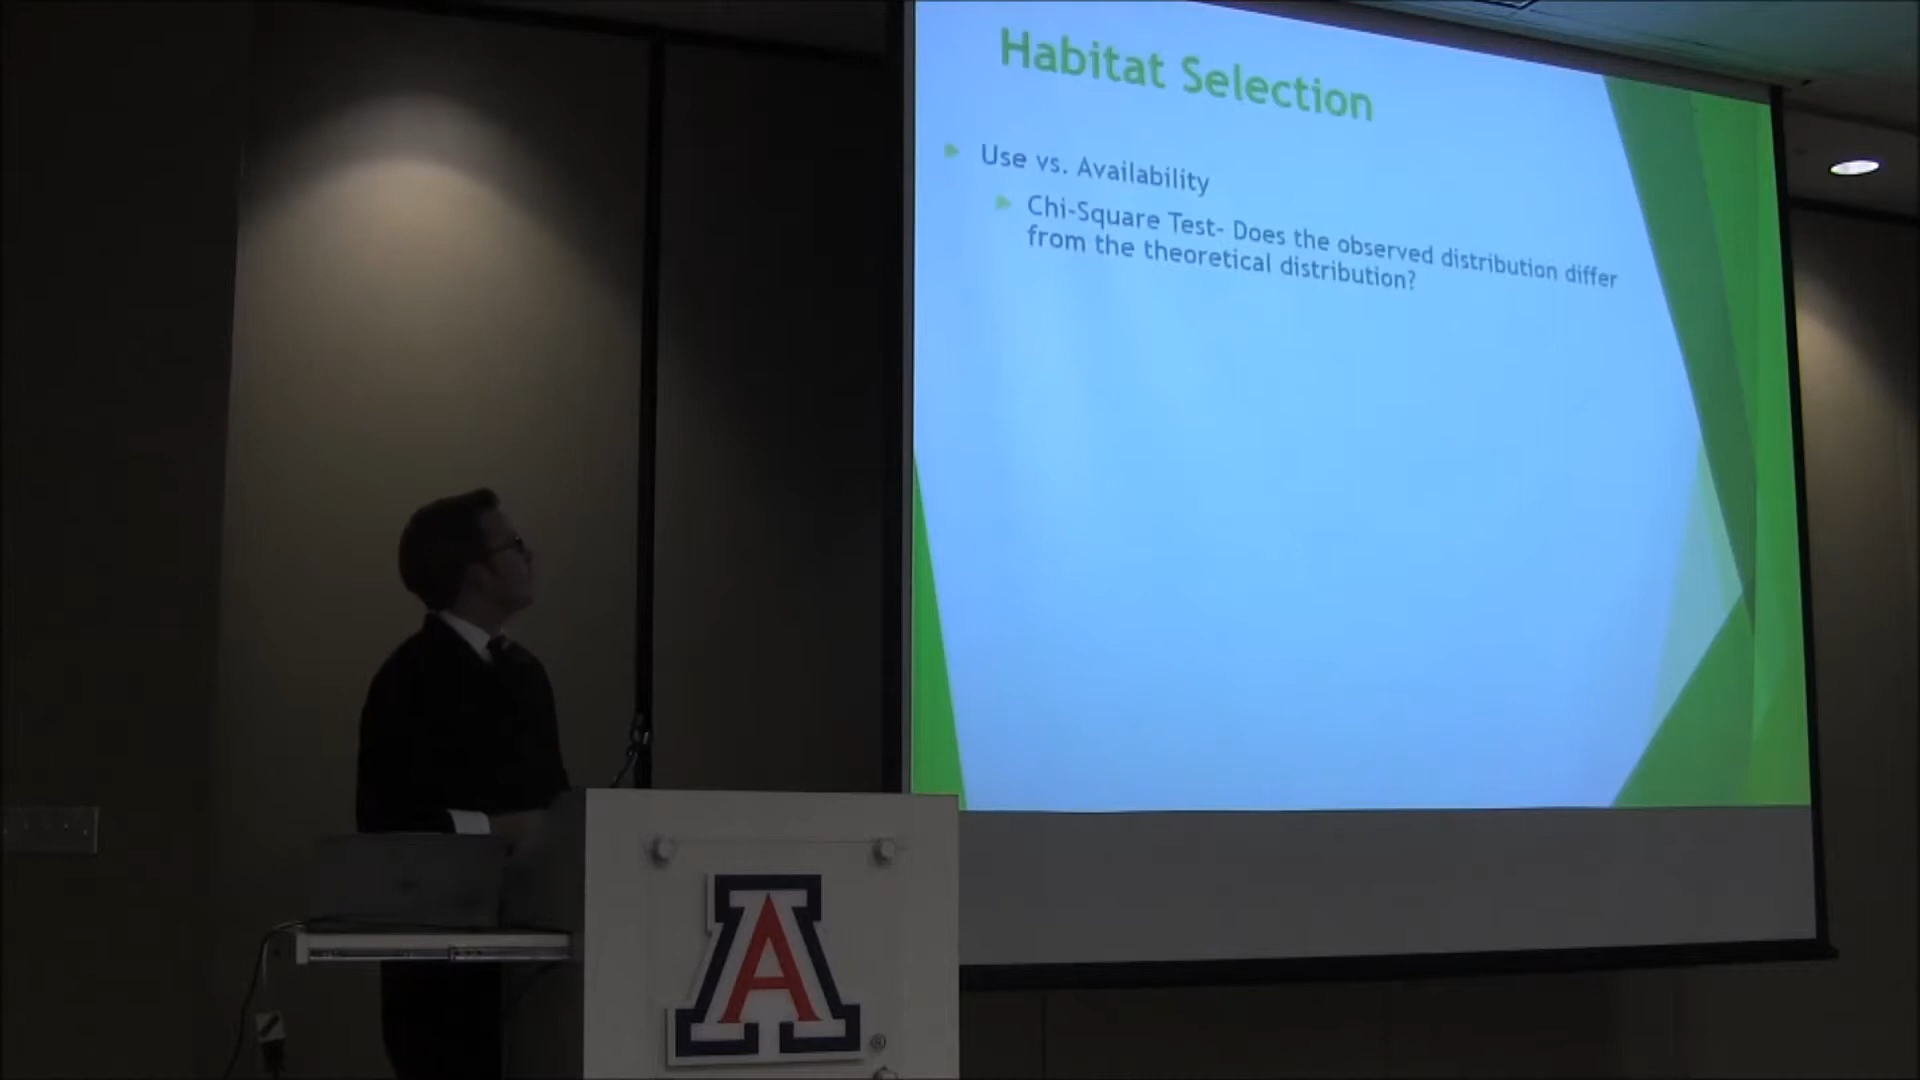 Habitat Selection
Use vs. Availability
Chi-Square Test- Does the observed distribution differ
from the theoretical distribution?
A
®